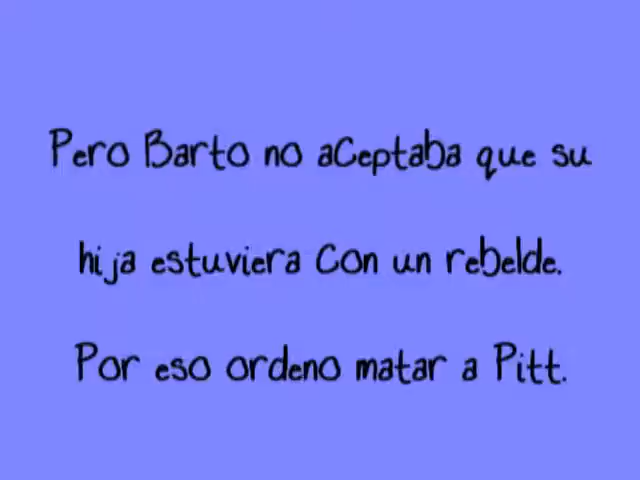 Pero Barto no aceptaba que su
hija estuviera con un rebelde.
Por eso ordeno matar a Pitt.